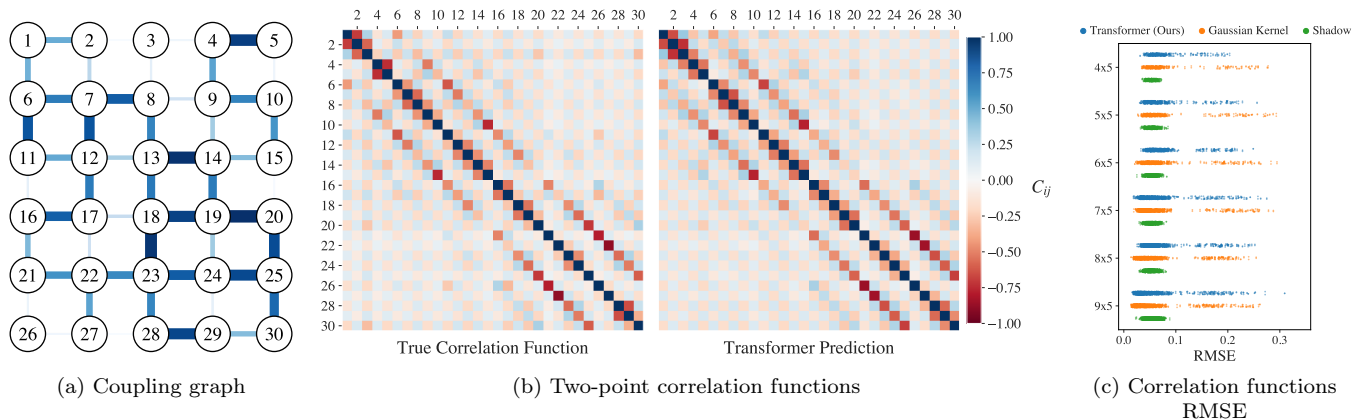 1 2 3 4 5
6 7 8 9 10
11 12 13 14 15
16 17 18 19 20
21 22 23 24 25
26 27 28 29 30
(a) Coupling graph
2 4 6 8 10 12 14 16 18 20 22 24 26 28 30
2
4
6
8
10
12
14
16
18
20
22
24
26
28
30
True Correlation Function
2 4 6 8 10 12 14 16 18 20 22 24 26 28 30
Transformer Prediction
1.00
0.75
0.50
0.25
0.00
−0.25
−0.50
−0.75
−1.00
C_ij
(b) Two-point correlation functions
Transformer (Ours) Gaussian Kernel Shadow
4x5
5x5
6x5
7x5
8x5
9x5
0.0 0.1 0.2 0.3
RMSE
(c) Correlation functions
RMSE